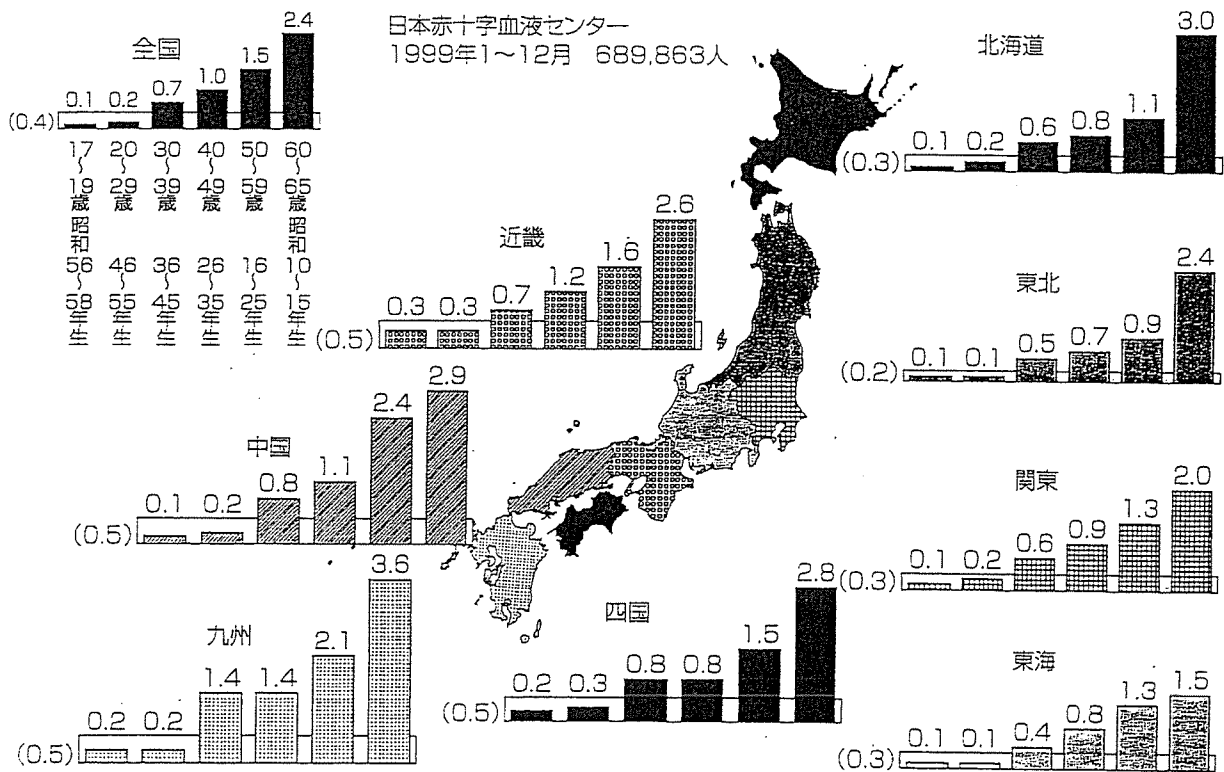 日本赤十字血液センター
1999年1～12月 689,863人
全国
0.1 0.2 0.7 1.0 1.5 2.4
(0.4)
17～19歳 20～29歳 30～39歳 40～49歳 50～59歳 60～65歳
昭和56～58年生 46～55年生 36～45年生 26～35年生 16～25年生 昭和10～15年生
北海道
0.1 0.2 0.6 0.8 1.1 3.0
(0.3)
近畿
0.3 0.3 0.7 1.2 1.6 2.6
(0.5)
東北
0.1 0.1 0.5 0.7 0.9 2.4
(0.2)
中国
0.1 0.2 0.8 1.1 2.4 2.9
(0.5)
関東
0.1 0.2 0.6 0.9 1.3 2.0
(0.3)
九州
0.2 0.2 1.4 1.4 2.1 3.6
(0.5)
四国
0.2 0.3 0.8 0.8 1.5 2.8
(0.5)
東海
0.1 0.1 0.4 0.8 1.3 1.5
(0.3)